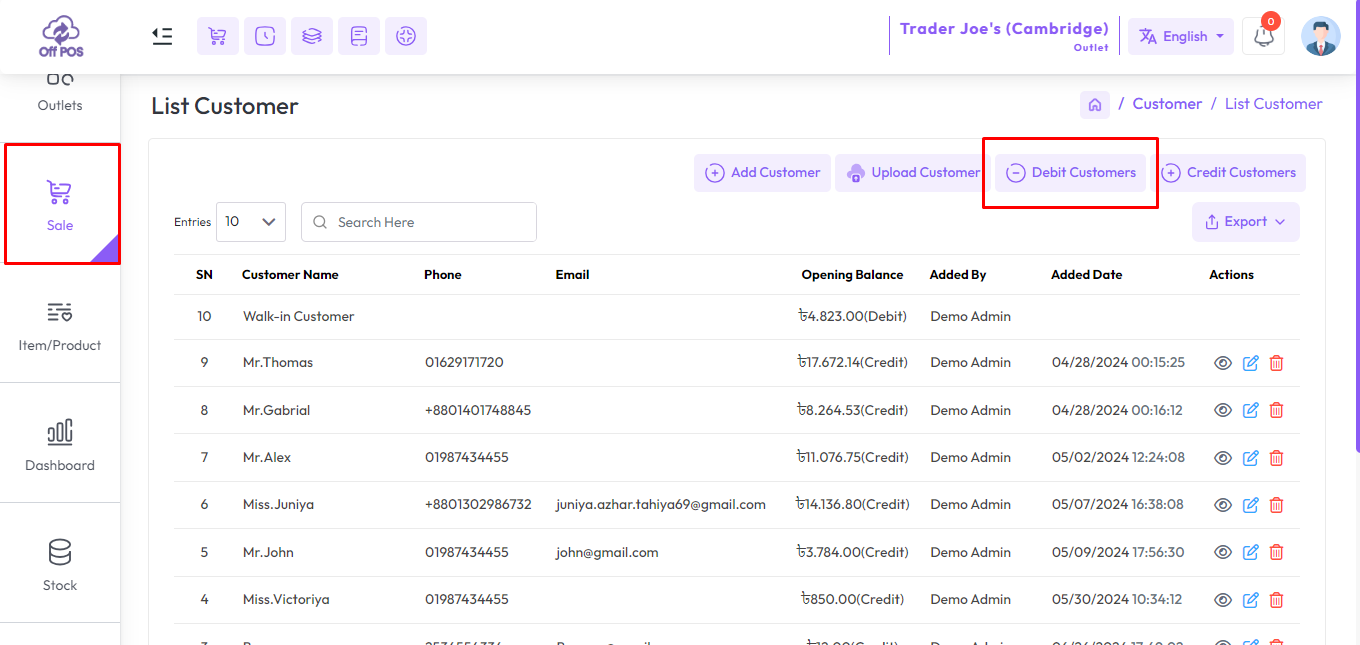 Off POS
Trader Joe's (Cambridge)
Outlet
English
0
Outlets
Sale
Item/Product
Dashboard
Stock
List Customer
/ Customer / List Customer
Add Customer
Upload Customer
Debit Customers
Credit Customers
Entries 10
Search Here
Export
SN Customer Name Phone Email Opening Balance Added By Added Date Actions
10 Walk-in Customer ৳4.823.00(Debit) Demo Admin
9 Mr.Thomas 01629171720 ৳17.672.14(Credit) Demo Admin 04/28/2024 00:15:25
8 Mr.Gabrial +8801401748845 ৳8.264.53(Credit) Demo Admin 04/28/2024 00:16:12
7 Mr.Alex 01987434455 ৳11.076.75(Credit) Demo Admin 05/02/2024 12:24:08
6 Miss.Juniya +8801302986732 juniya.azhar.tahiya69@gmail.com ৳14.136.80(Credit) Demo Admin 05/07/2024 16:38:08
5 Mr.John 01987434455 john@gmail.com ৳3.784.00(Credit) Demo Admin 05/09/2024 17:56:30
4 Miss.Victoriya 01987434455 ৳850.00(Credit) Demo Admin 05/30/2024 10:34:12